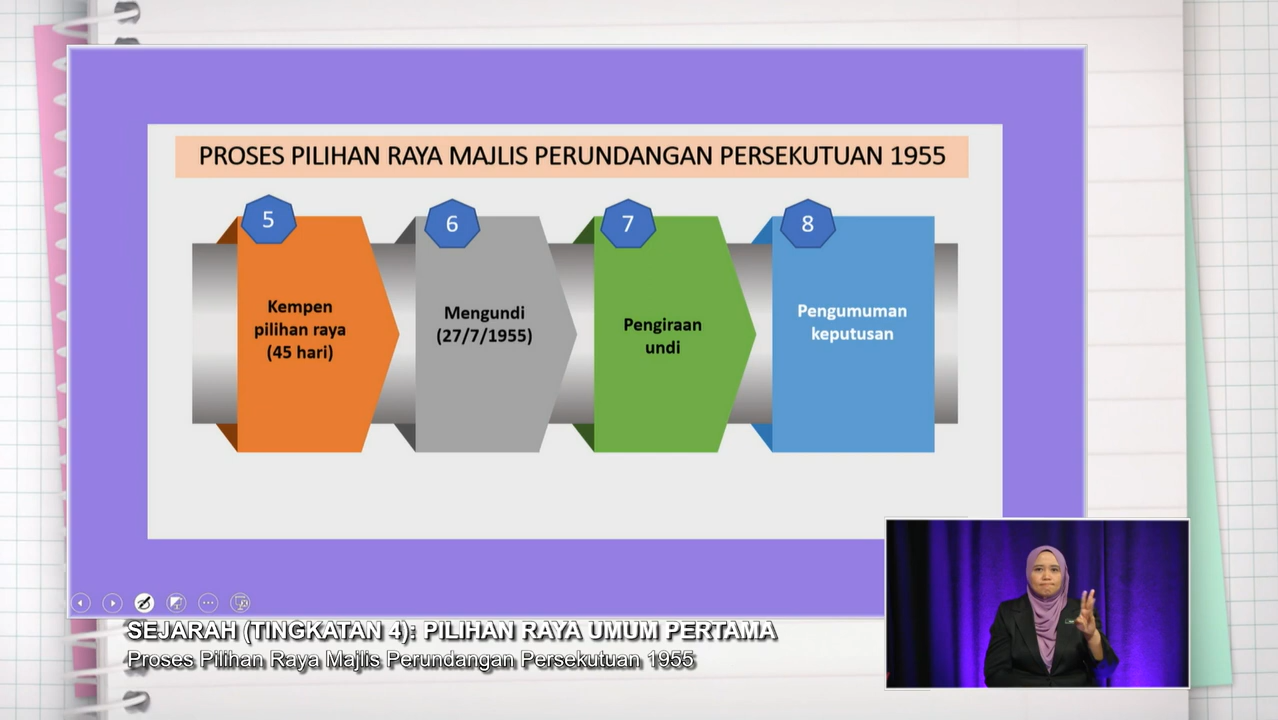 PROSES PILIHAN RAYA MAJLIS PERUNDANGAN PERSEKUTUAN 1955
5
Kempen
pilihan raya
(45 hari)
6
Mengundi
(27/7/1955)
7
Pengiraan
undi
8
Pengumuman
keputusan
SEJARAH (TINGKATAN 4): PILIHAN RAYA UMUM PERTAMA
Proses Pilihan Raya Majlis Perundangan Persekutuan 1955